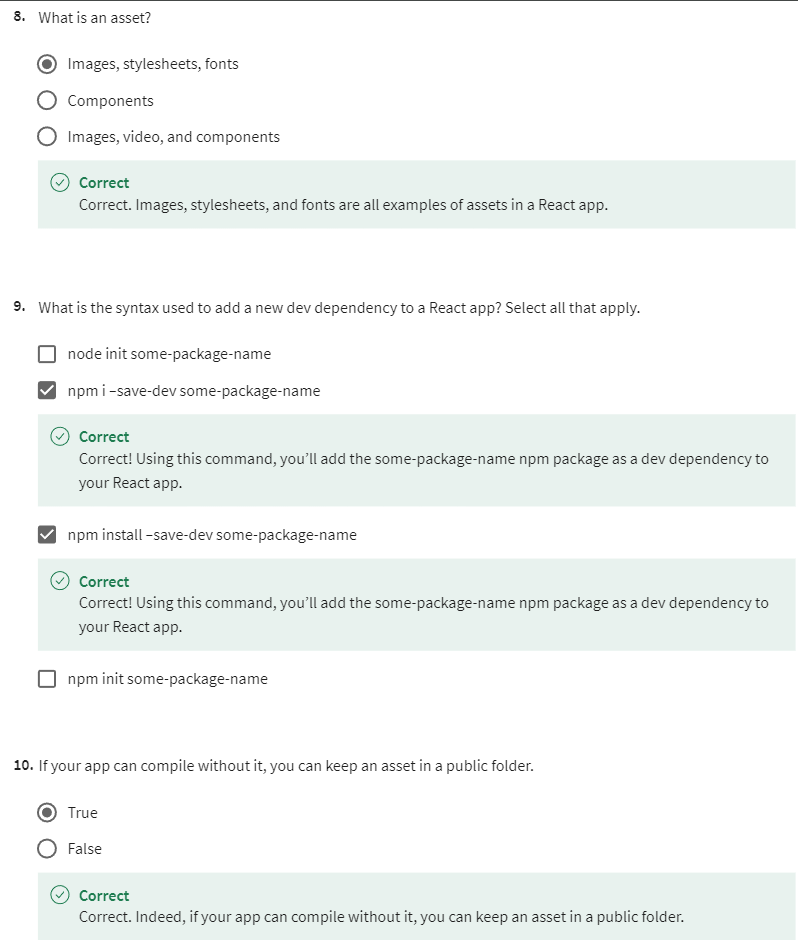 8. What is an asset?
Images, stylesheets, fonts
Components
Images, video, and components
Correct
Correct. Images, stylesheets, and fonts are all examples of assets in a React app.
9. What is the syntax used to add a new dev dependency to a React app? Select all that apply.
node init some-package-name
npm i –save-dev some-package-name
Correct
Correct! Using this command, you’ll add the some-package-name npm package as a dev dependency to
your React app.
npm install –save-dev some-package-name
Correct
Correct! Using this command, you’ll add the some-package-name npm package as a dev dependency to
your React app.
npm init some-package-name
10. If your app can compile without it, you can keep an asset in a public folder.
True
False
Correct
Correct. Indeed, if your app can compile without it, you can keep an asset in a public folder.